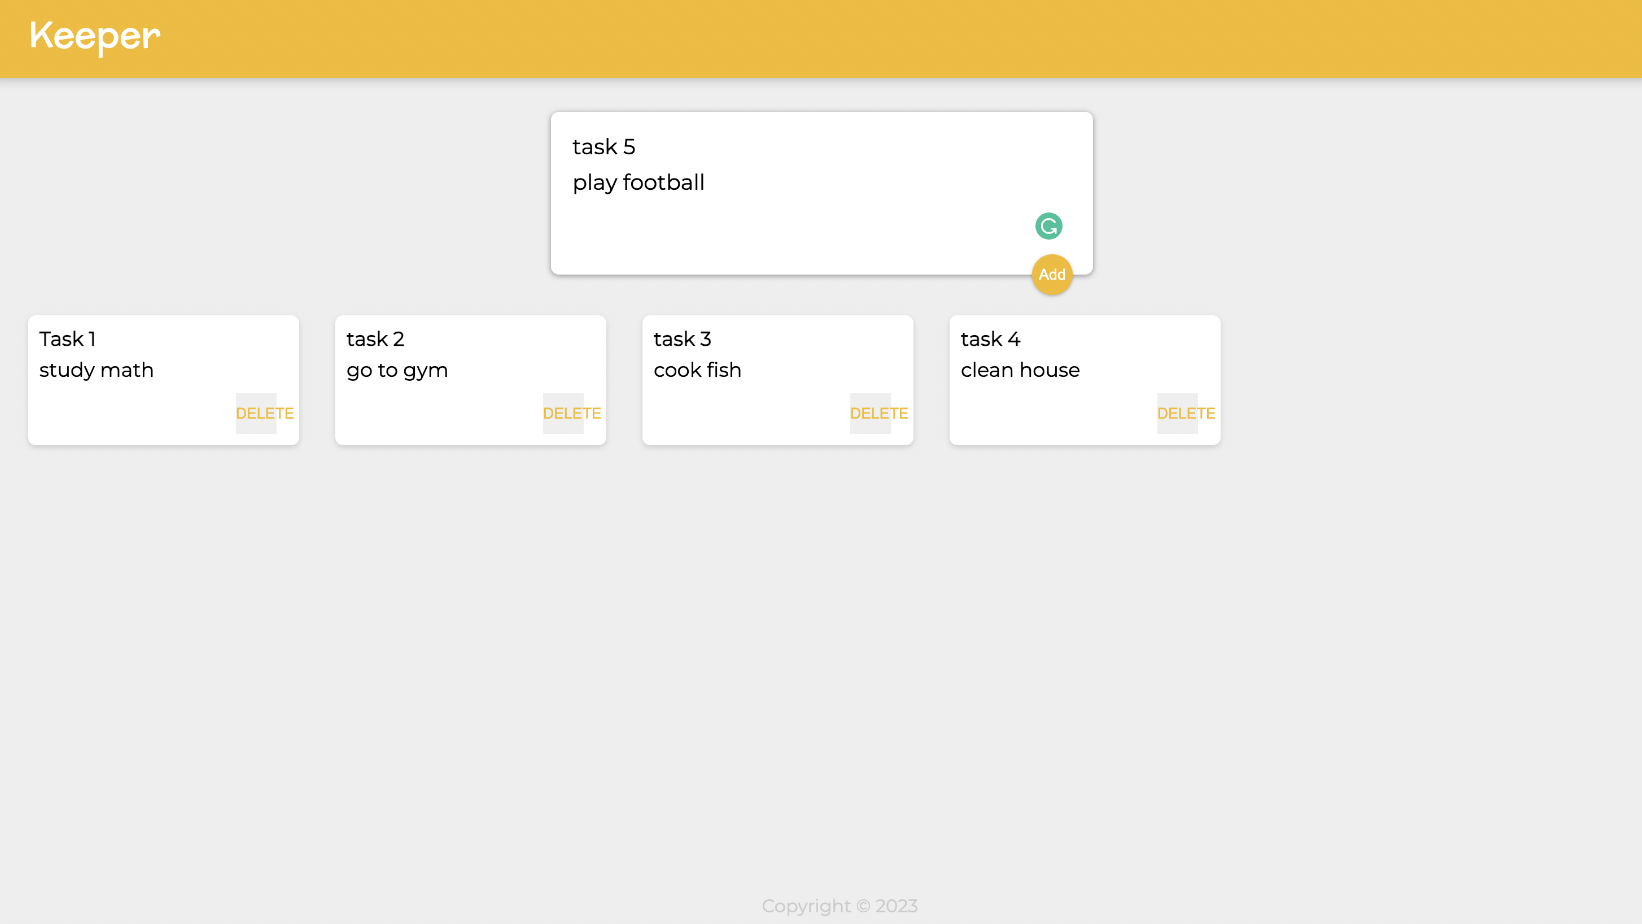 Keeper
task 5
play football
Add
Task 1
study math
DELETE
task 2
go to gym
DELETE
task 3
cook fish
DELETE
task 4
clean house
DELETE
Copyright © 2023